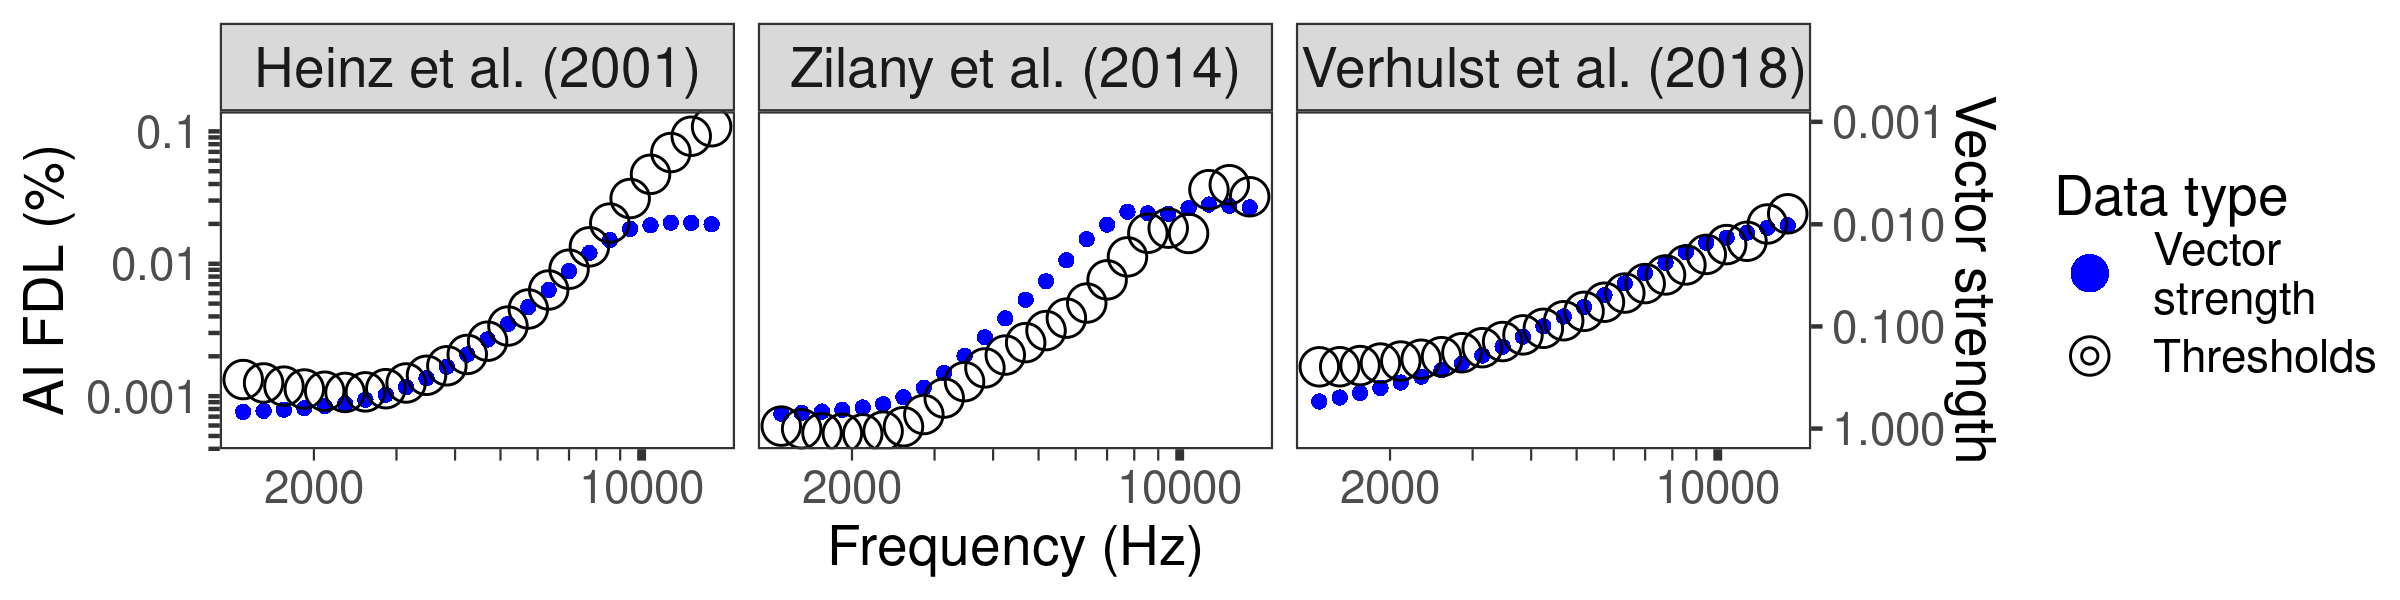 Heinz et al. (2001)
Zilany et al. (2014)
Verhulst et al. (2018)
AI FDL (%)
0.1
0.01
0.001
0.001
0.010
0.100
1.000
Vector strength
2000
10000
2000
10000
2000
10000
Frequency (Hz)
Data type
Vector
strength
Thresholds